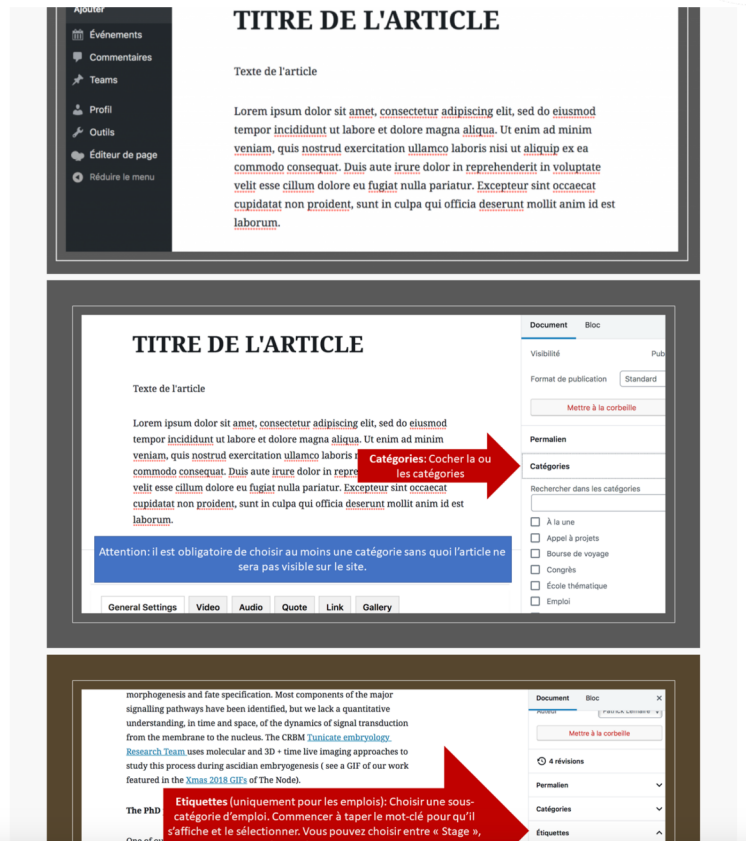 Ajouter
Événements
Commentaires
Teams
Profil
Outils
Éditeur de page
Réduire le menu
TITRE DE L'ARTICLE
Texte de l'article
Lorem ipsum dolor sit amet, consectetur adipiscing elit, sed do eiusmod
tempor incididunt ut labore et dolore magna aliqua. Ut enim ad minim
veniam, quis nostrud exercitation ullamco laboris nisi ut aliquip ex ea
commodo consequat. Duis aute irure dolor in reprehenderit in voluptate
velit esse cillum dolore eu fugiat nulla pariatur. Excepteur sint occaecat
cupidatat non proident, sunt in culpa qui officia deserunt mollit anim id est
laborum.
TITRE DE L'ARTICLE
Texte de l'article
Lorem ipsum dolor sit amet, consectetur adipiscing elit, sed do eiusmod
tempor incididunt ut labore et dolore magna aliqua. Ut enim ad minim
veniam, quis nostrud exercitation ullamco laboris
commodo consequat. Duis aute irure dolor in
velit esse cillum dolore eu fugiat nulla pariatur. Excepteur sint occaecat
cupidatat non proident, sunt in culpa qui officia deserunt mollit anim id est
laborum.
Catégories: Cocher la ou
les catégories
Attention: il est obligatoire de choisir au moins une catégorie sans quoi l'article ne
sera pas visible sur le site.
General Settings Video Audio Quote Link Gallery
Document Bloc
Visibilité Pub
Format de publication Standard
Mettre à la corbeille
Permalien
Catégories
Rechercher dans les catégories
À la une
Appel à projets
Bourse de voyage
Congrès
École thématique
Emploi
morphogenesis and fate specification. Most components of the major
signalling pathways have been identified, but we lack a quantitative
understanding, in time and space, of the dynamics of signal transduction
from the membrane to the nucleus. The CRBM Tunicate embryology
Research Team uses molecular and 3D + time live imaging approaches to
study this process during ascidian embryogenesis ( see a GIF of our work
featured in the Xmas 2018 GIFs of The Node).
The PhD
One of
Etiquettes (uniquement pour les emplois): Choisir une sous-
catégorie d'emploi. Commencer à taper le mot-clé pour qu'il
s'affiche et le sélectionner. Vous pouvez choisir entre « Stage »,
Document Bloc ×
Patrick Lemaire
Mettre à la corbeille
4 révisions
Permalien
Catégories
Étiquettes